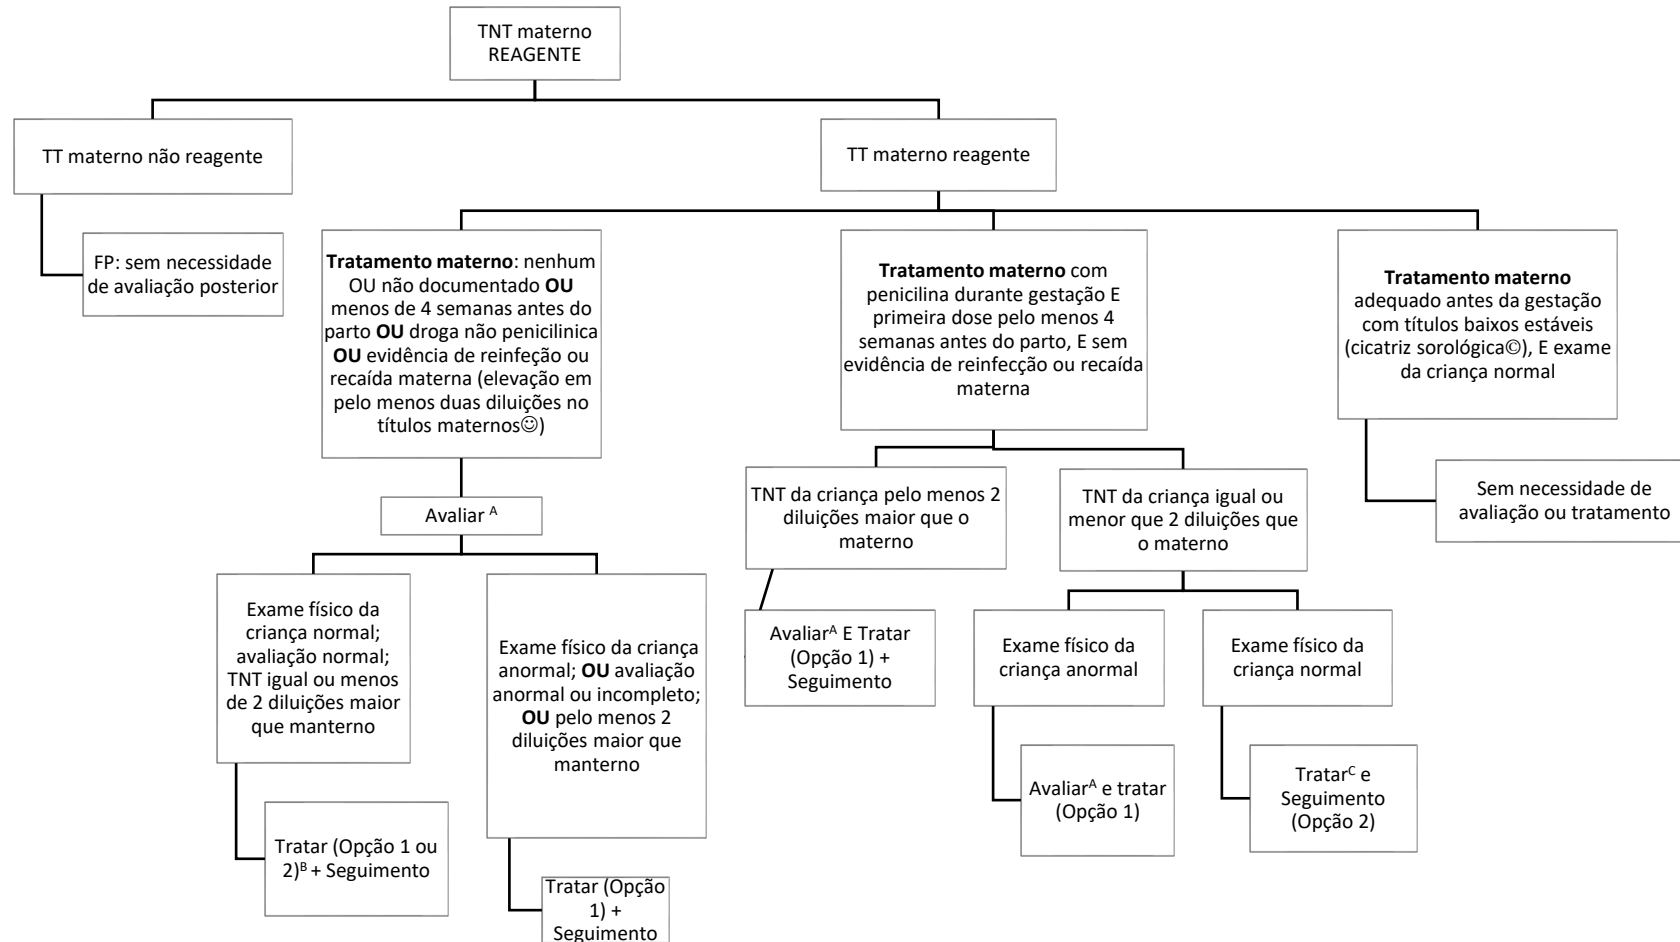 TNT materno
REAGENTE
TT materno não reagente
TT materno reagente
FP: sem necessidade
de avaliação posterior
Tratamento materno: nenhum
OU não documentado OU
menos de 4 semanas antes do
parto OU droga não penicilinica
OU evidência de reinfeção ou
recaída materna (elevação em
pelo menos duas diluições no
títulos maternos☺)
Tratamento materno com
penicilina durante gestação E
primeira dose pelo menos 4
semanas antes do parto, E sem
evidência de reinfecção ou recaída
materna
Tratamento materno
adequado antes da gestação
com títulos baixos estáveis
(cicatriz sorológica©), E exame
da criança normal
Avaliar ᴬ
TNT da criança pelo menos 2
diluições maior que o
materno
TNT da criança igual ou
menor que 2 diluições que
o materno
Sem necessidade de
avaliação ou tratamento
Exame físico da
criança normal;
avaliação normal;
TNT igual ou menos
de 2 diluições maior
que manterno
Exame físico da criança
anormal; OU avaliação
anormal ou incompleto;
OU pelo menos 2
diluições maior que
manterno
Avaliarᴬ E Tratar
(Opção 1) +
Seguimento
Exame físico da
criança anormal
Exame físico da
criança normal
Tratar (Opção 1 ou
2)ᴮ + Seguimento
Tratar (Opção
1) +
Seguimento
Avaliarᴬ e tratar
(Opção 1)
Tratarᶜ e
Seguimento
(Opção 2)